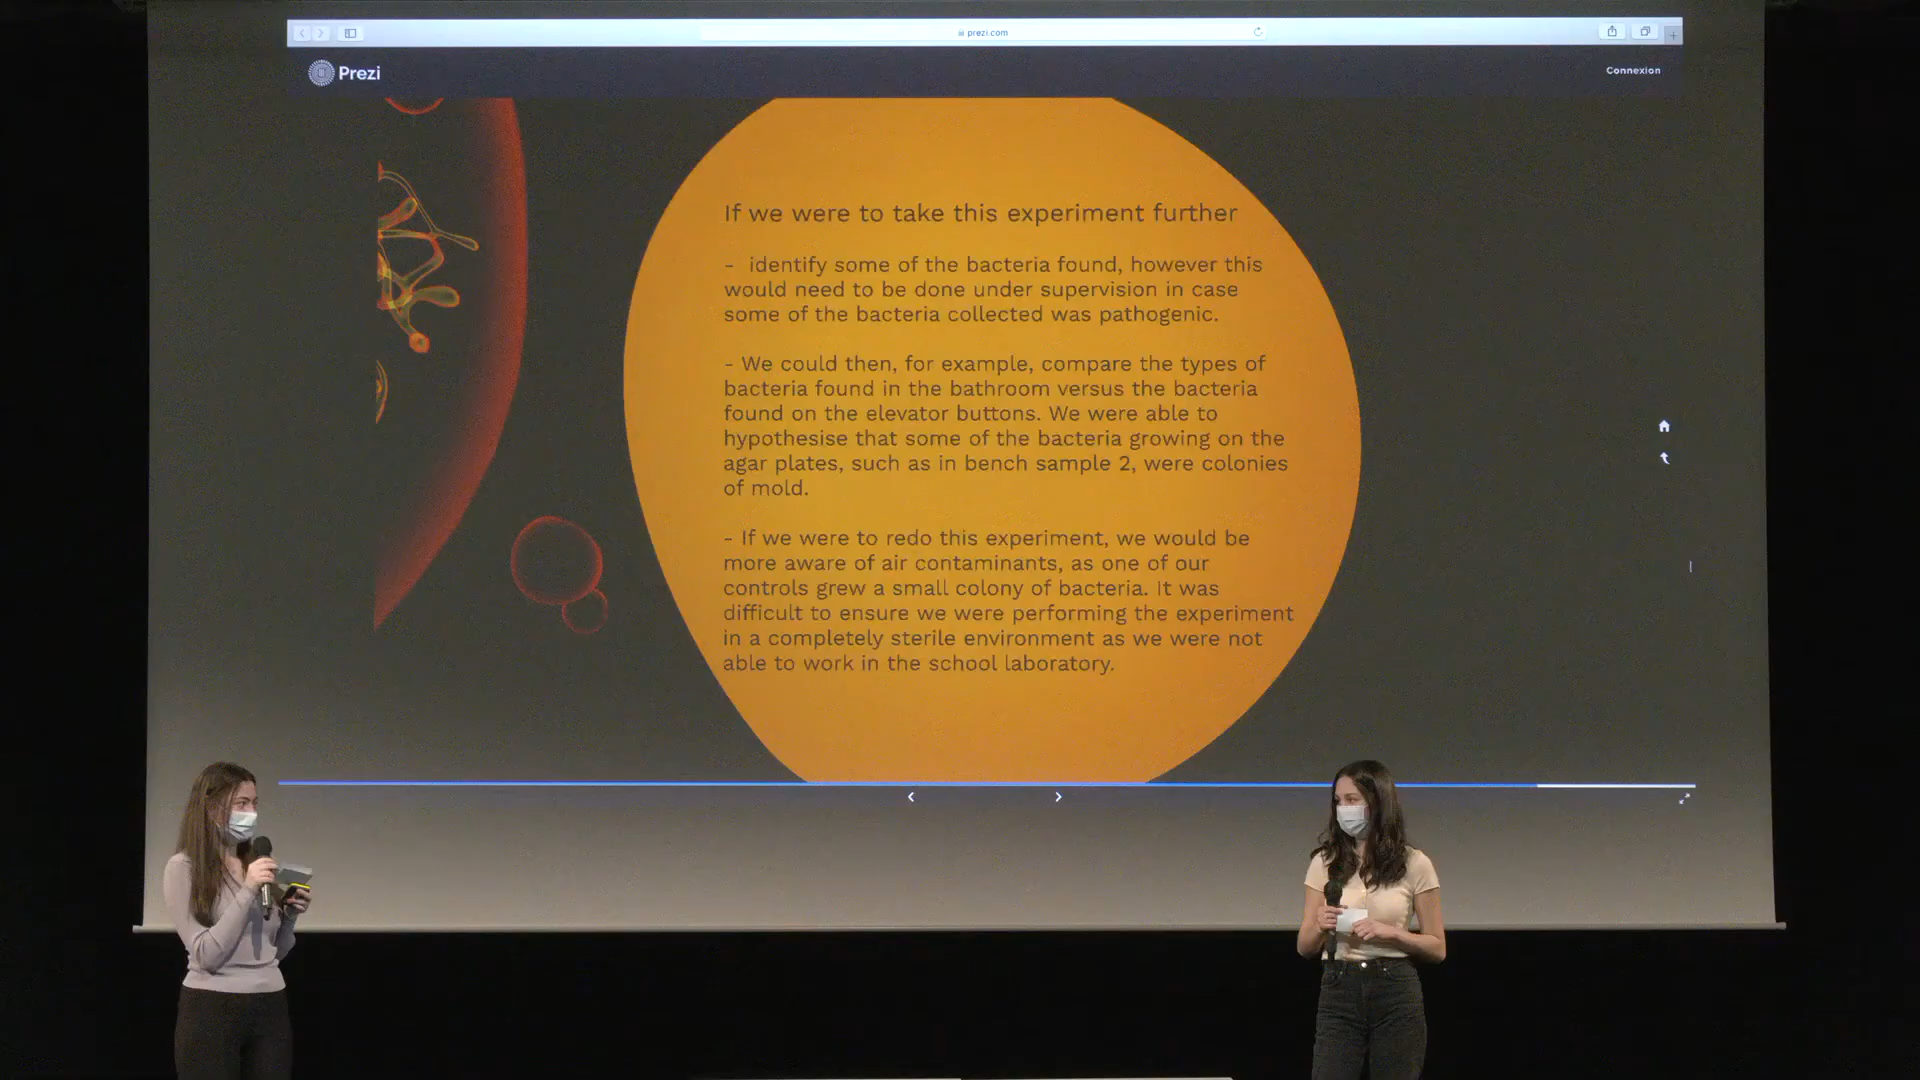 prezi.com
Prezi
Connexion
If we were to take this experiment further
- identify some of the bacteria found, however this
would need to be done under supervision in case
some of the bacteria collected was pathogenic.
- We could then, for example, compare the types of
bacteria found in the bathroom versus the bacteria
found on the elevator buttons. We were able to
hypothesise that some of the bacteria growing on the
agar plates, such as in bench sample 2, were colonies
of mold.
- If we were to redo this experiment, we would be
more aware of air contaminants, as one of our
controls grew a small colony of bacteria. It was
difficult to ensure we were performing the experiment
in a completely sterile environment as we were not
able to work in the school laboratory.